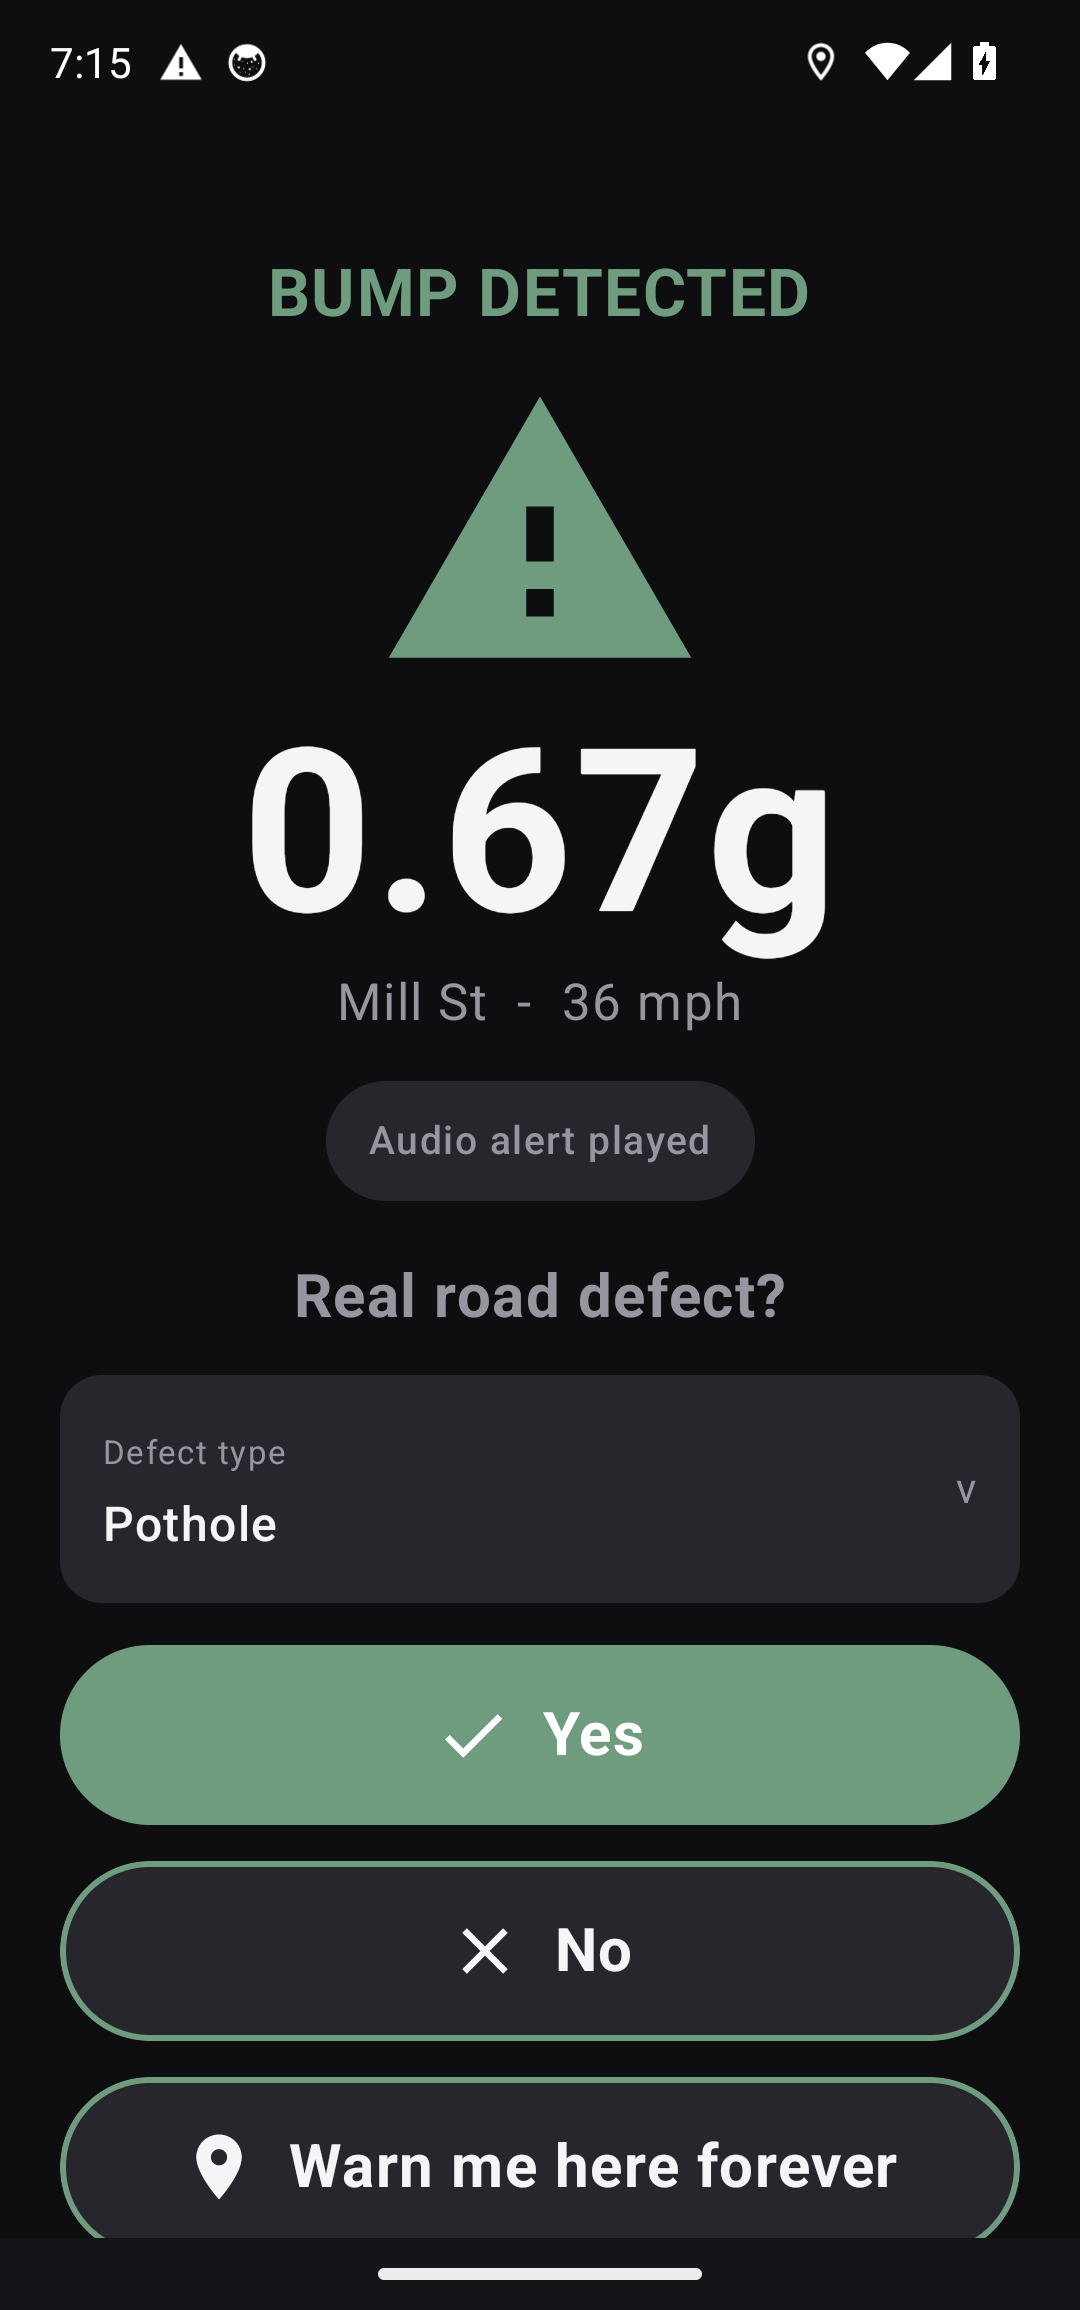 7:15
BUMP DETECTED
0.67g
Mill St - 36 mph
Audio alert played
Real road defect?
Defect type
Pothole
v
Yes
No
Warn me here forever